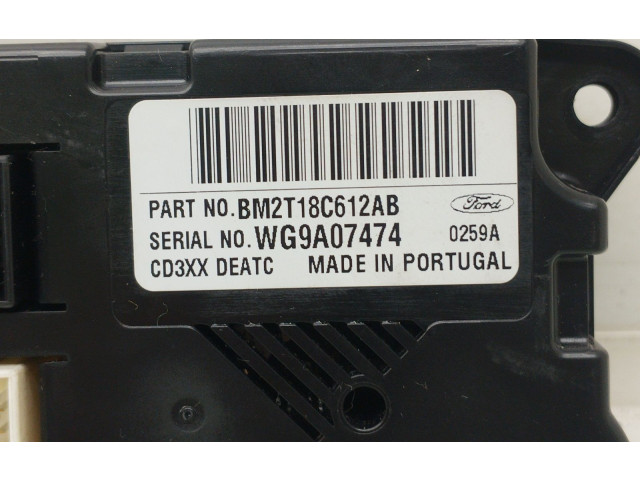 PART NO.BM2T18C612AB Ford
SERIAL NO.WG9A07474 0259A
CD3XX DEATC MADE IN PORTUGAL